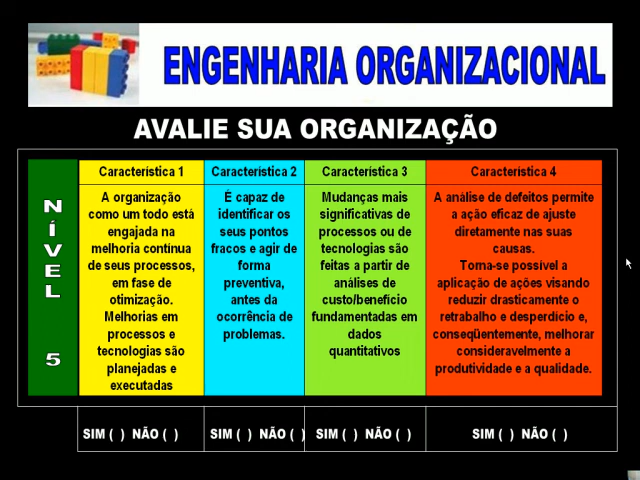 ENGENHARIA ORGANIZACIONAL
AVALIE SUA ORGANIZAÇÃO
NÍVEL 5
Característica 1
A organização
como um todo está
engajada na
melhoria contínua
de seus processos,
em fase de
otimização.
Melhorias em
processos e
tecnologias são
planejadas e
executadas
Característica 2
É capaz de
identificar os
seus pontos
fracos e agir de
forma
preventiva,
antes da
ocorrência de
problemas.
Característica 3
Mudanças mais
significativas de
processos ou de
tecnologias são
feitas a partir de
análises de
custo/benefício
fundamentadas em
dados
quantitativos
Característica 4
A análise de defeitos permite
a ação eficaz de ajuste
diretamente nas suas
causas.
Torna-se possível a
aplicação de ações visando
reduzir drasticamente o
retrabalho e desperdício e,
conseqüentemente, melhorar
consideravelmente a
produtividade e a qualidade.
SIM ( ) NÃO ( )
SIM ( ) NÃO ( )
SIM ( ) NÃO ( )
SIM ( ) NÃO ( )